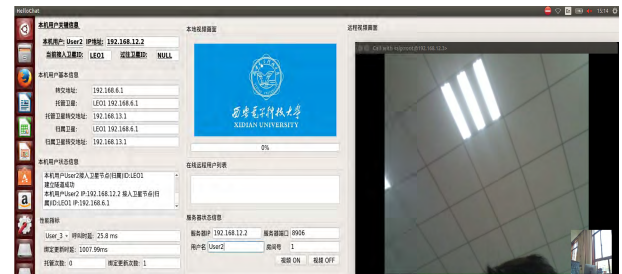 HelloChat
15:14
本机用户关键信息
本机用户: User2 IP地址: 192.168.12.2
当前接入卫星ID: LEO1 过往卫星ID: NULL
本机用户基本信息
转交地址: 192.168.6.1
托管卫星: LEO1 192.168.6.1
托管卫星转交地址: 192.168.13.1
归属卫星: LEO1 192.168.6.1
归属卫星转交地址: 192.168.13.1
本机用户状态信息
本机用户User2接入卫星节点(归属)ID:LEO1
建立隧道成功
本机用户User2 IP:192.168.12.2 接入卫星节点(归
属)ID:LEO1 IP:192.168.6.1
性能指标
User_3 呼叫时延: 25.8 ms
绑定更新时延: 1007.99ms
托管次数: 0 绑定更新次数: 1
本地视频画面
西安电子科技大学
XIDIAN UNIVERSITY
0%
在线远程用户列表
服务器状态信息
服务器IP 192.168.12.2 服务器端口 8906
用户名 User2 房间号 1
视频 ON 视频 OFF
远程视频画面